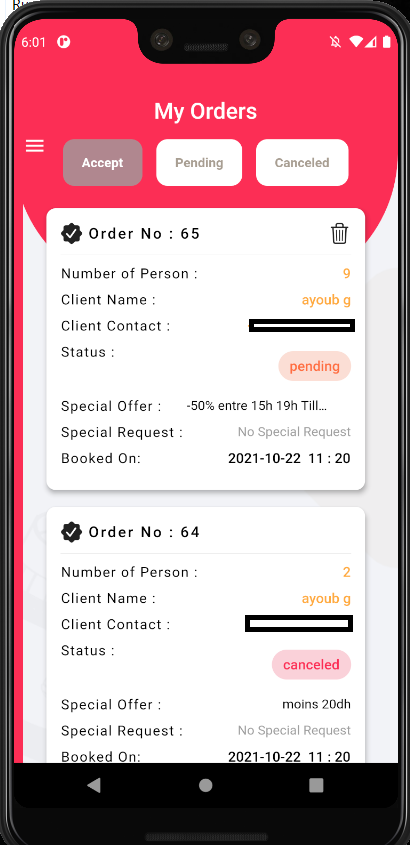 6:01
My Orders
Accept Pending Canceled
Order No : 65
Number of Person : 9
Client Name : ayoub g
Client Contact :
Status :
pending
Special Offer : -50% entre 15h 19h Till...
Special Request : No Special Request
Booked On: 2021-10-22 11 : 20
Order No : 64
Number of Person : 2
Client Name : ayoub g
Client Contact :
Status :
canceled
Special Offer : moins 20dh
Special Request : No Special Request
Booked On: 2021-10-22 11 : 20